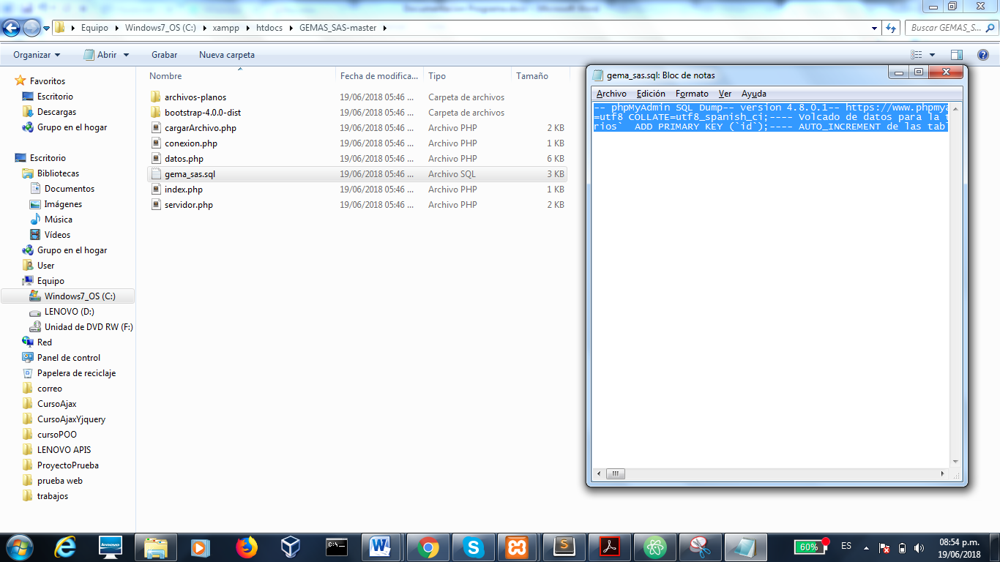 Documentacion Programa.docx - Microsoft Word
Equipo Windows7_OS (C:) xampp htdocs GEMAS_SAS-master
Buscar GEMAS_S...
Organizar Abrir Grabar Nueva carpeta
Favoritos
Escritorio
Descargas
Grupo en el hogar
Escritorio
Bibliotecas
Documentos
Imágenes
Música
Vídeos
Grupo en el hogar
User
Equipo
Windows7_OS (C:)
LENOVO (D:)
Unidad de DVD RW (F:)
Red
Panel de control
Papelera de reciclaje
correo
CursoAjax
CursoAjaxYjquery
cursoPOO
LENOVO APIS
ProyectoPrueba
prueba web
trabajos
Nombre Fecha de modifica... Tipo Tamaño
archivos-planos 19/06/2018 05:46 ... Carpeta de archivos
bootstrap-4.0.0-dist 19/06/2018 05:46 ... Carpeta de archivos
cargarArchivo.php 19/06/2018 05:46 ... Archivo PHP 2 KB
conexion.php 19/06/2018 05:46 ... Archivo PHP 1 KB
datos.php 19/06/2018 05:46 ... Archivo PHP 6 KB
gema_sas.sql 19/06/2018 05:46 ... Archivo SQL 3 KB
index.php 19/06/2018 05:46 ... Archivo PHP 1 KB
servidor.php 19/06/2018 05:46 ... Archivo PHP 2 KB
gema_sas.sql: Bloc de notas
Archivo Edición Formato Ver Ayuda
-- phpMyAdmin SQL Dump-- version 4.8.0.1-- https://www.phpmya
=utf8 COLLATE=utf8_spanish_ci;---- Volcado de datos para la t
rios`  ADD PRIMARY KEY (`id`);---- AUTO_INCREMENT de las tabl
lenovo
60% ES 08:54 p.m.
19/06/2018